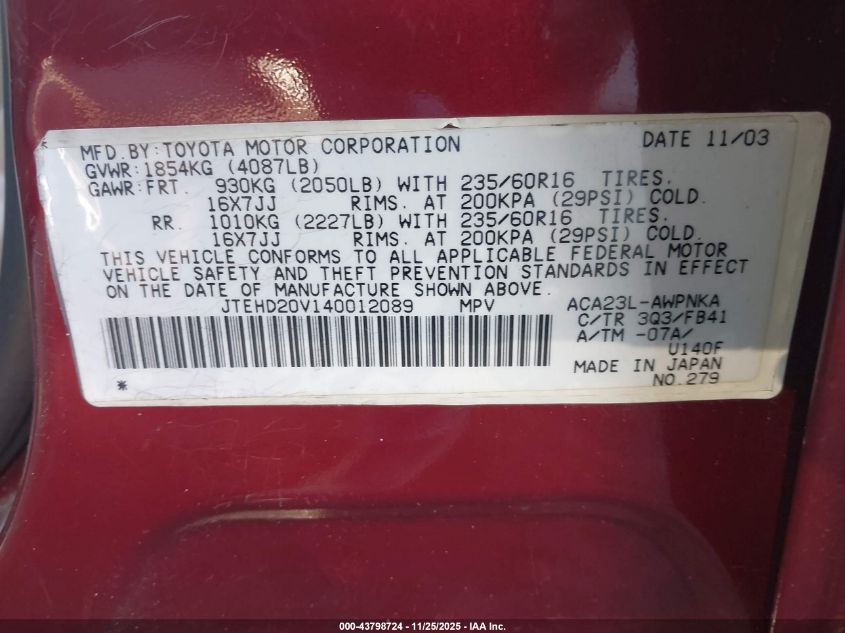 MFD.BY:TOYOTA MOTOR CORPORATION DATE 11/03
GVWR:1854KG (4087LB)
GAWR:FRT. 930KG (2050LB) WITH 235/60R16 TIRES.
16X7JJ RIMS. AT 200KPA (29PSI) COLD.
RR. 1010KG (2227LB) WITH 235/60R16 TIRES.
16X7JJ RIMS. AT 200KPA (29PSI) COLD.
THIS VEHICLE CONFORMS TO ALL APPLICABLE FEDERAL MOTOR
VEHICLE SAFETY AND THEFT PREVENTION STANDARDS IN EFFECT
ON THE DATE OF MANUFACTURE SHOWN ABOVE.
JTEHD20V140012089 MPV ACA23L-AWPNKA
C/TR 3Q3/FB41
A/TM -07A/
U140F
MADE IN JAPAN
* NO.279
000-43798724 - 11/25/2025 - IAA Inc.